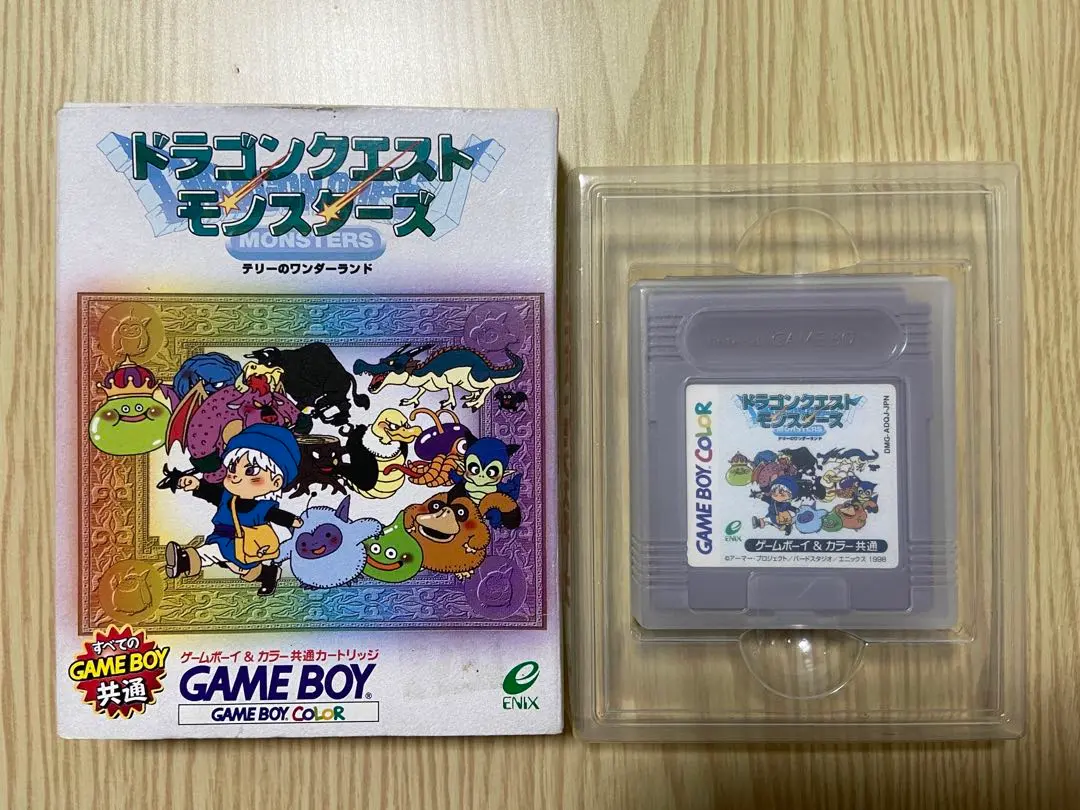 ドラゴンクエスト
モンスターズ
MONSTERS
テリーのワンダーランド
すべての
GAME BOY
共通
ゲームボーイ & カラー共通カートリッジ
GAME BOY®
GAME BOY COLOR
ENIX
GAME BO
ドラゴンクエスト
モンスターズ
MONSTERS
テリーのワンダーランド
DMG-ADQJ-JPN
GAME BOY COLOR
ENIX
ゲームボーイ & カラー共通
©アーマー・プロジェクト/バードスタジオ/エニックス 1998